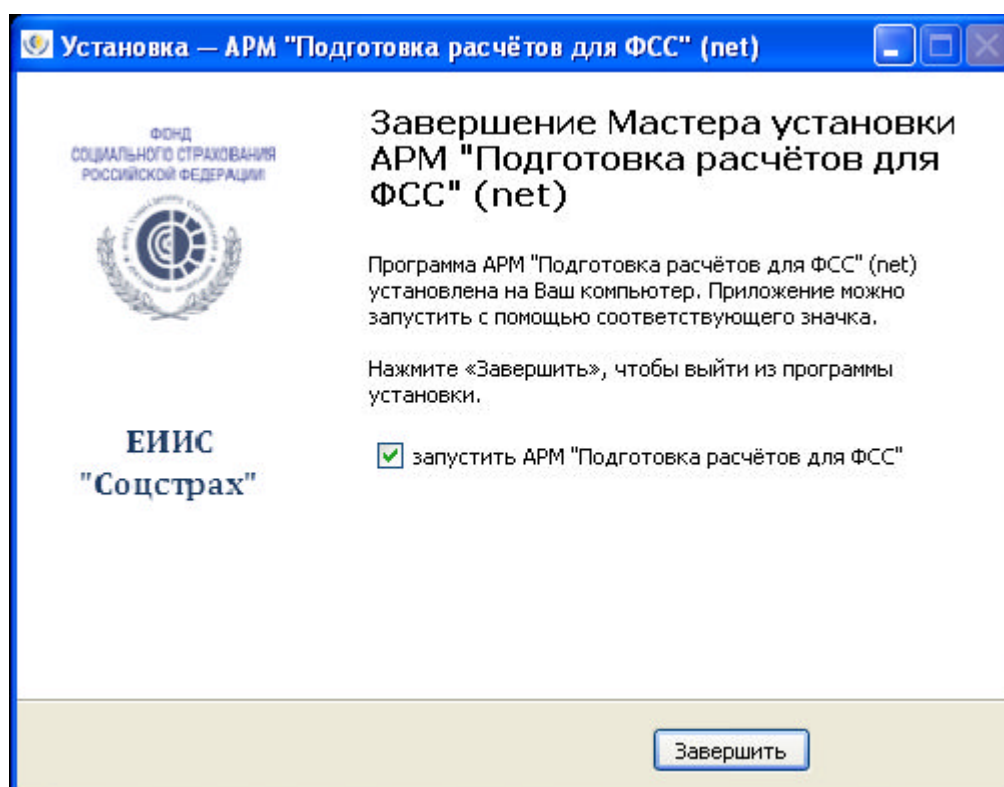 Установка — АРМ "Подготовка расчётов для ФСС" (net)
ФОНД
СОЦИАЛЬНОГО СТРАХОВАНИЯ
РОССИЙСКОЙ ФЕДЕРАЦИИ
ЕИИС
"Соцстрах"
Завершение Мастера установки
АРМ "Подготовка расчётов для
ФСС" (net)
Программа АРМ "Подготовка расчётов для ФСС" (net)
установлена на Ваш компьютер. Приложение можно
запустить с помощью соответствующего значка.
Нажмите «Завершить», чтобы выйти из программы
установки.
запустить АРМ "Подготовка расчётов для ФСС"
Завершить